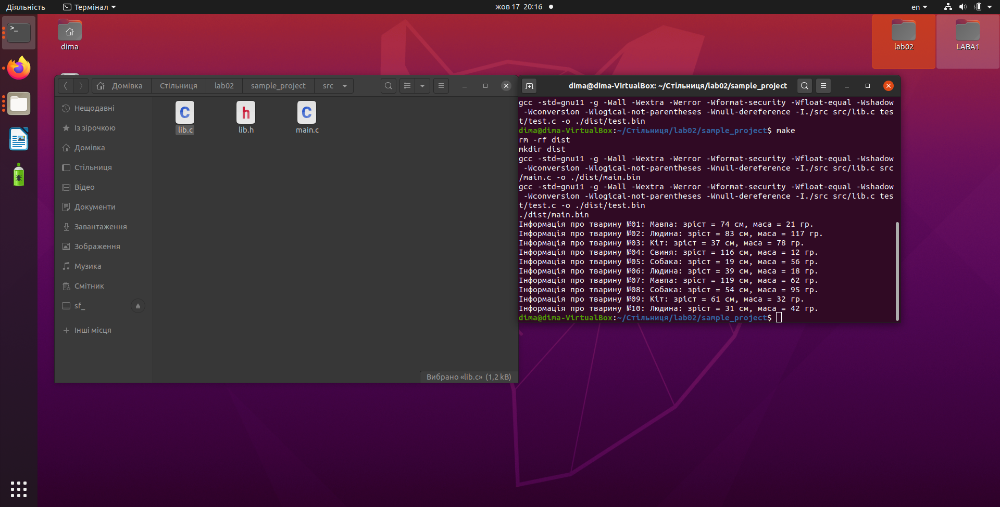 Діяльність
Термінал
жов 17 20:16
en
dima
lab02
LABA1
Домівка
Стільниця
lab02
sample_project
src
Нещодавні
Із зірочкою
Домівка
Стільниця
Відео
Документи
Завантаження
Зображення
Музика
Смітник
sf_
Інші місця
lib.c
lib.h
main.c
Вибрано «lib.c» (1,2 kB)
dima@dima-VirtualBox: ~/Стільниця/lab02/sample_project
gcc -std=gnu11 -g -Wall -Wextra -Werror -Wformat-security -Wfloat-equal -Wshadow
-Wconversion -Wlogical-not-parentheses -Wnull-dereference -I./src src/lib.c tes
t/test.c -o ./dist/test.bin
dima@dima-VirtualBox:~/Стільниця/lab02/sample_project$ make
rm -rf dist
mkdir dist
gcc -std=gnu11 -g -Wall -Wextra -Werror -Wformat-security -Wfloat-equal -Wshadow
-Wconversion -Wlogical-not-parentheses -Wnull-dereference -I./src src/lib.c src
/main.c -o ./dist/main.bin
gcc -std=gnu11 -g -Wall -Wextra -Werror -Wformat-security -Wfloat-equal -Wshadow
-Wconversion -Wlogical-not-parentheses -Wnull-dereference -I./src src/lib.c tes
t/test.c -o ./dist/test.bin
./dist/main.bin
Інформація про тварину №01: Мавпа: зріст = 74 см, маса = 21 гр.
Інформація про тварину №02: Людина: зріст = 83 см, маса = 117 гр.
Інформація про тварину №03: Кіт: зріст = 37 см, маса = 78 гр.
Інформація про тварину №04: Свиня: зріст = 116 см, маса = 12 гр.
Інформація про тварину №05: Собака: зріст = 19 см, маса = 56 гр.
Інформація про тварину №06: Людина: зріст = 39 см, маса = 18 гр.
Інформація про тварину №07: Мавпа: зріст = 119 см, маса = 62 гр.
Інформація про тварину №08: Собака: зріст = 54 см, маса = 95 гр.
Інформація про тварину №09: Кіт: зріст = 61 см, маса = 32 гр.
Інформація про тварину №10: Людина: зріст = 31 см, маса = 42 гр.
dima@dima-VirtualBox:~/Стільниця/lab02/sample_project$